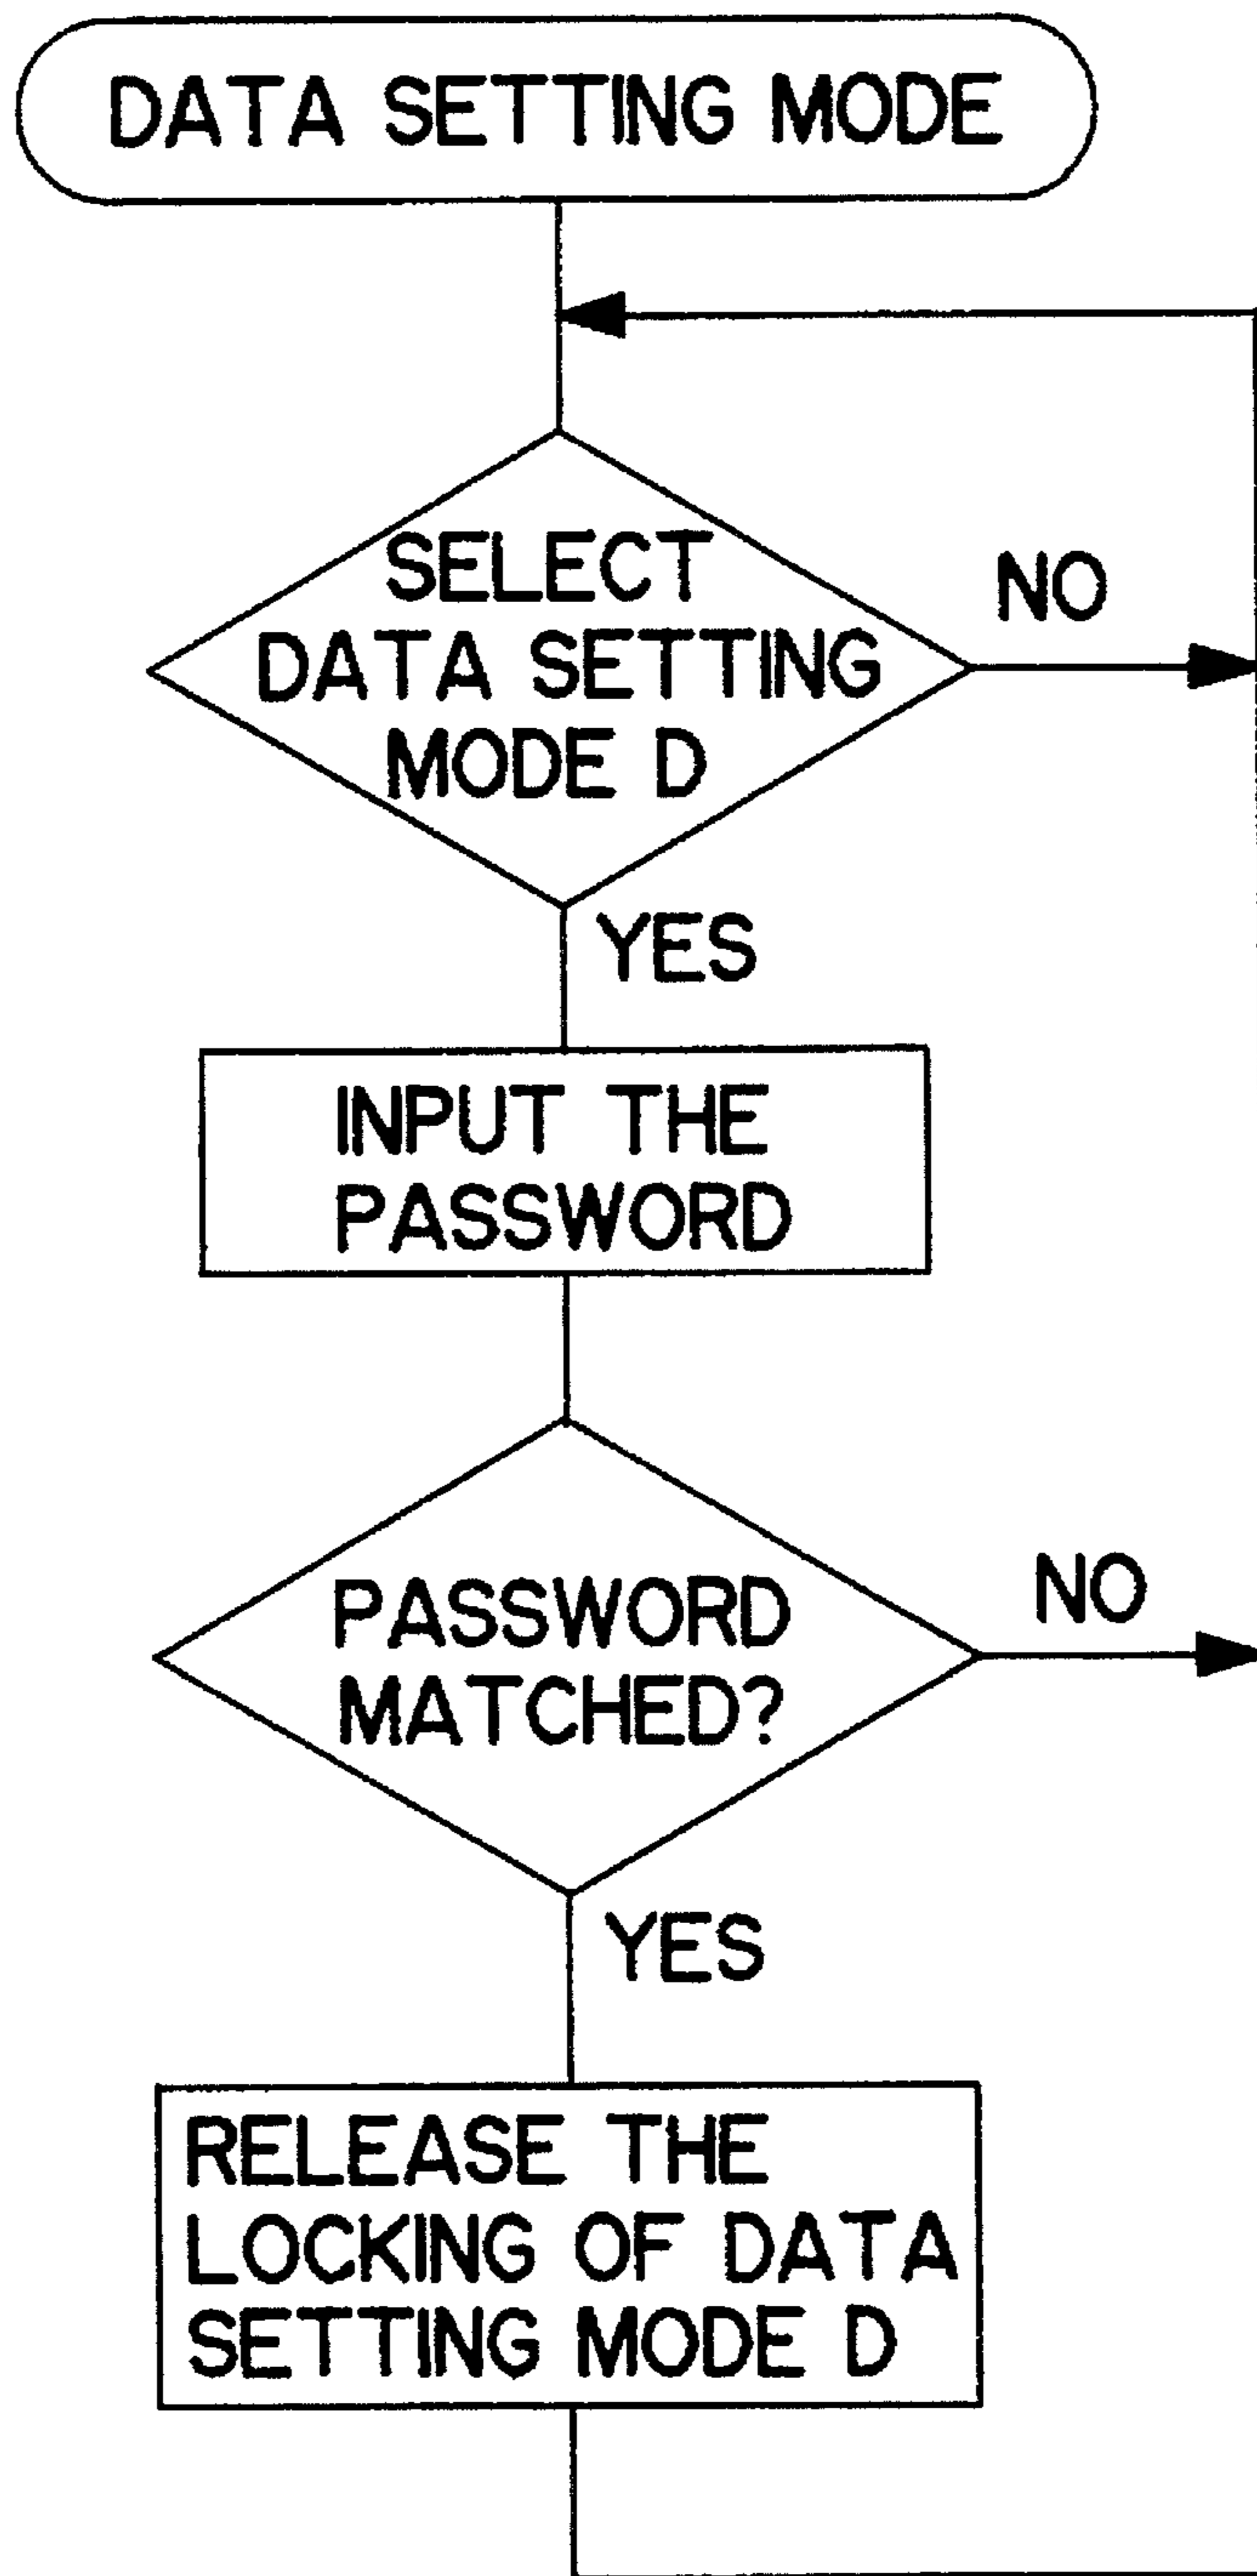 DATA SETTING MODE
SELECT
DATA SETTING
MODE D
NO
YES
INPUT THE
PASSWORD
PASSWORD
MATCHED?
NO
YES
RELEASE THE
LOCKING OF DATA
SETTING MODE D